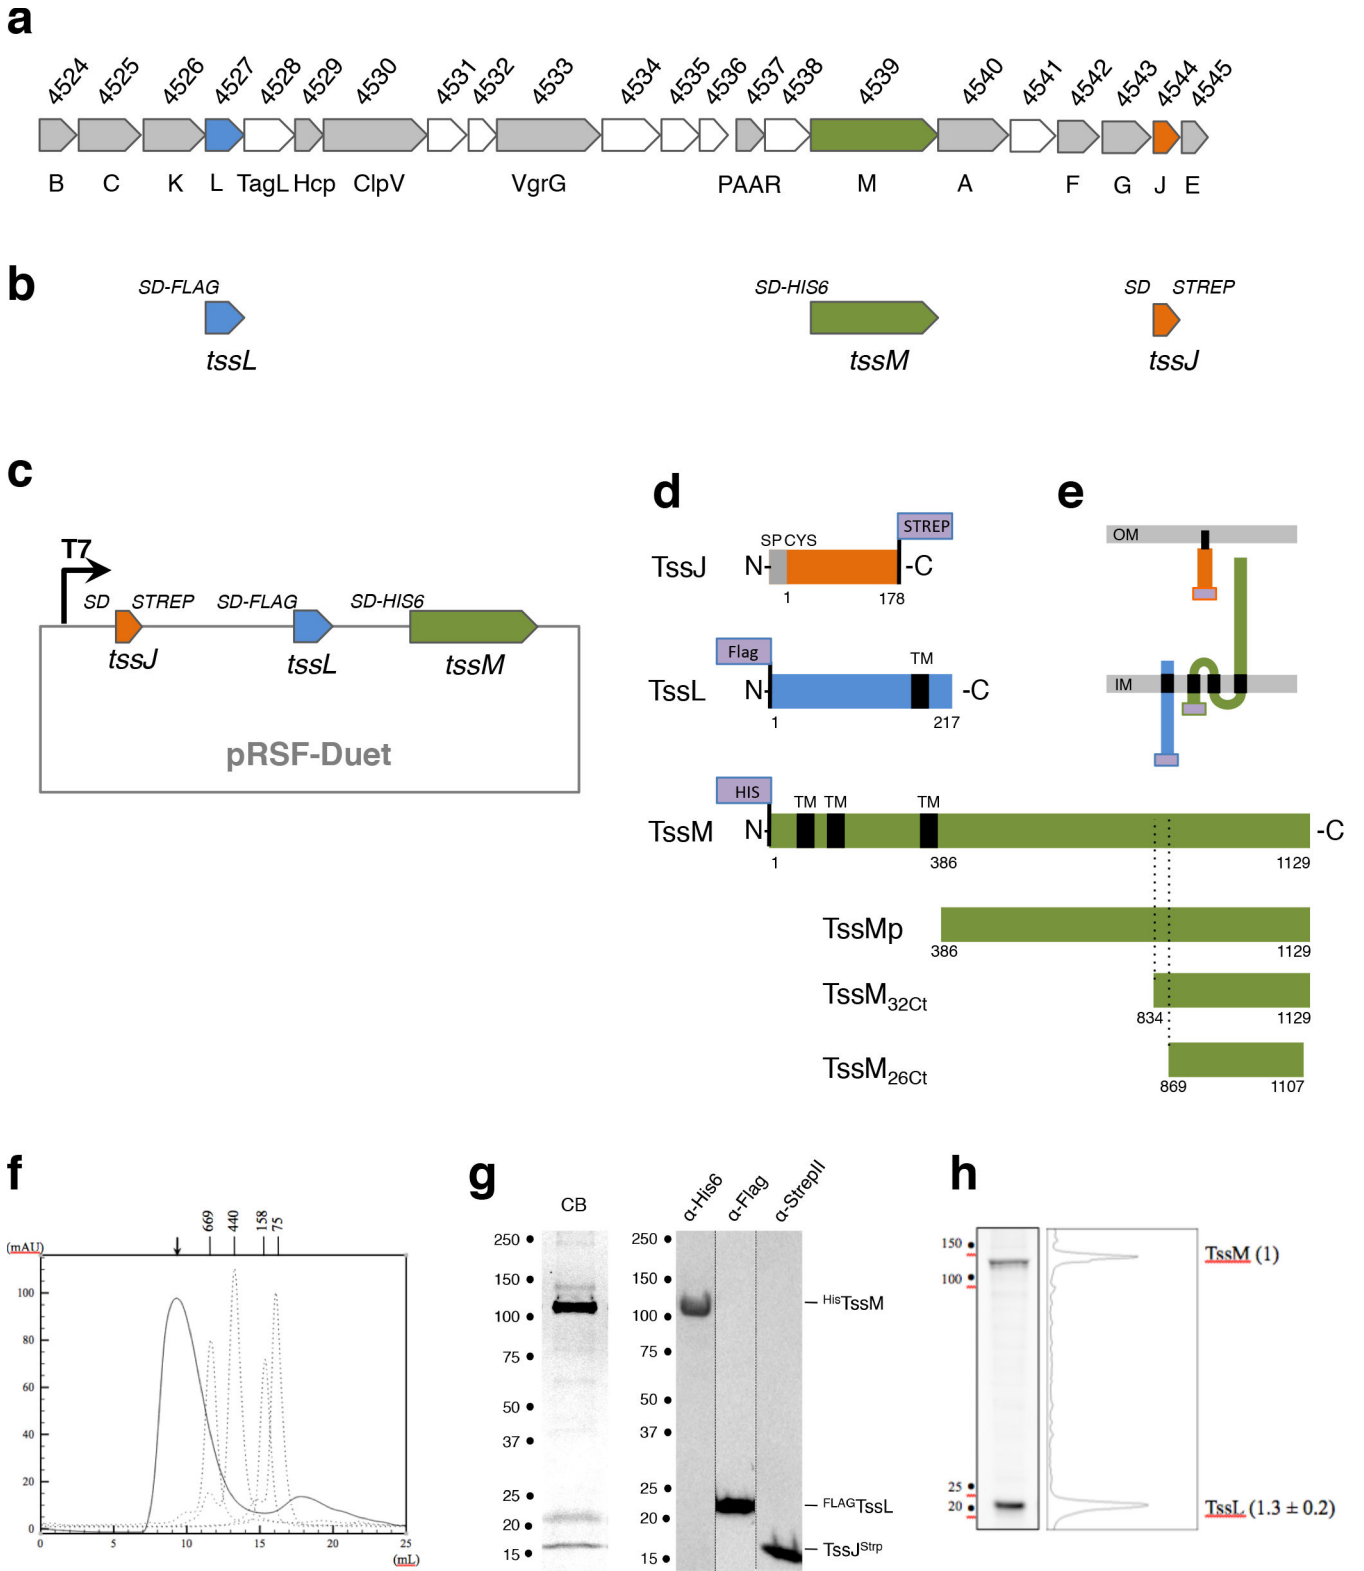 a
4524 4525 4526 4527 4528 4529 4530 4531 4532 4533 4534 4535 4536 4537 4538 4539 4540 4541 4542 4543 4544 4545
B C K L TagL Hcp ClpV VgrG PAAR M A F G J E
b
SD-FLAG SD-HIS6 SD STREP
tssL tssM tssJ
c
T7
SD STREP SD-FLAG SD-HIS6
tssJ tssL tssM
pRSF-Duet
d
STREP
SP CYS
TssJ N- -C
1 178
Flag
TM
TssL N- -C
1 217
HIS
TM TM TM
TssM N- -C
1 386 1129
TssMp
386 1129
TssM32Ct
834 1129
TssM26Ct
869 1107
e
OM
IM
f
669 440 158 75
(mAU)
100
80
60
40
20
0
0 5 10 15 20 25
(mL)
g
CB
α-His6 α-Flag α-StrepII
250 250
150 150
100 100
75 75
50 50
37 37
25 25
20 20
15 15
HisTssM
FLAGTssL
TssJStrp
h
150
100
25
20
TssM (1)
TssL (1.3 ± 0.2)